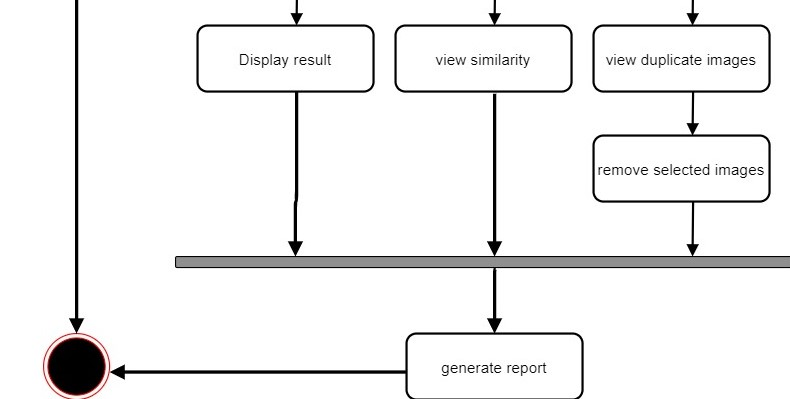 Display result
view similarity
view duplicate images
remove selected images
generate report